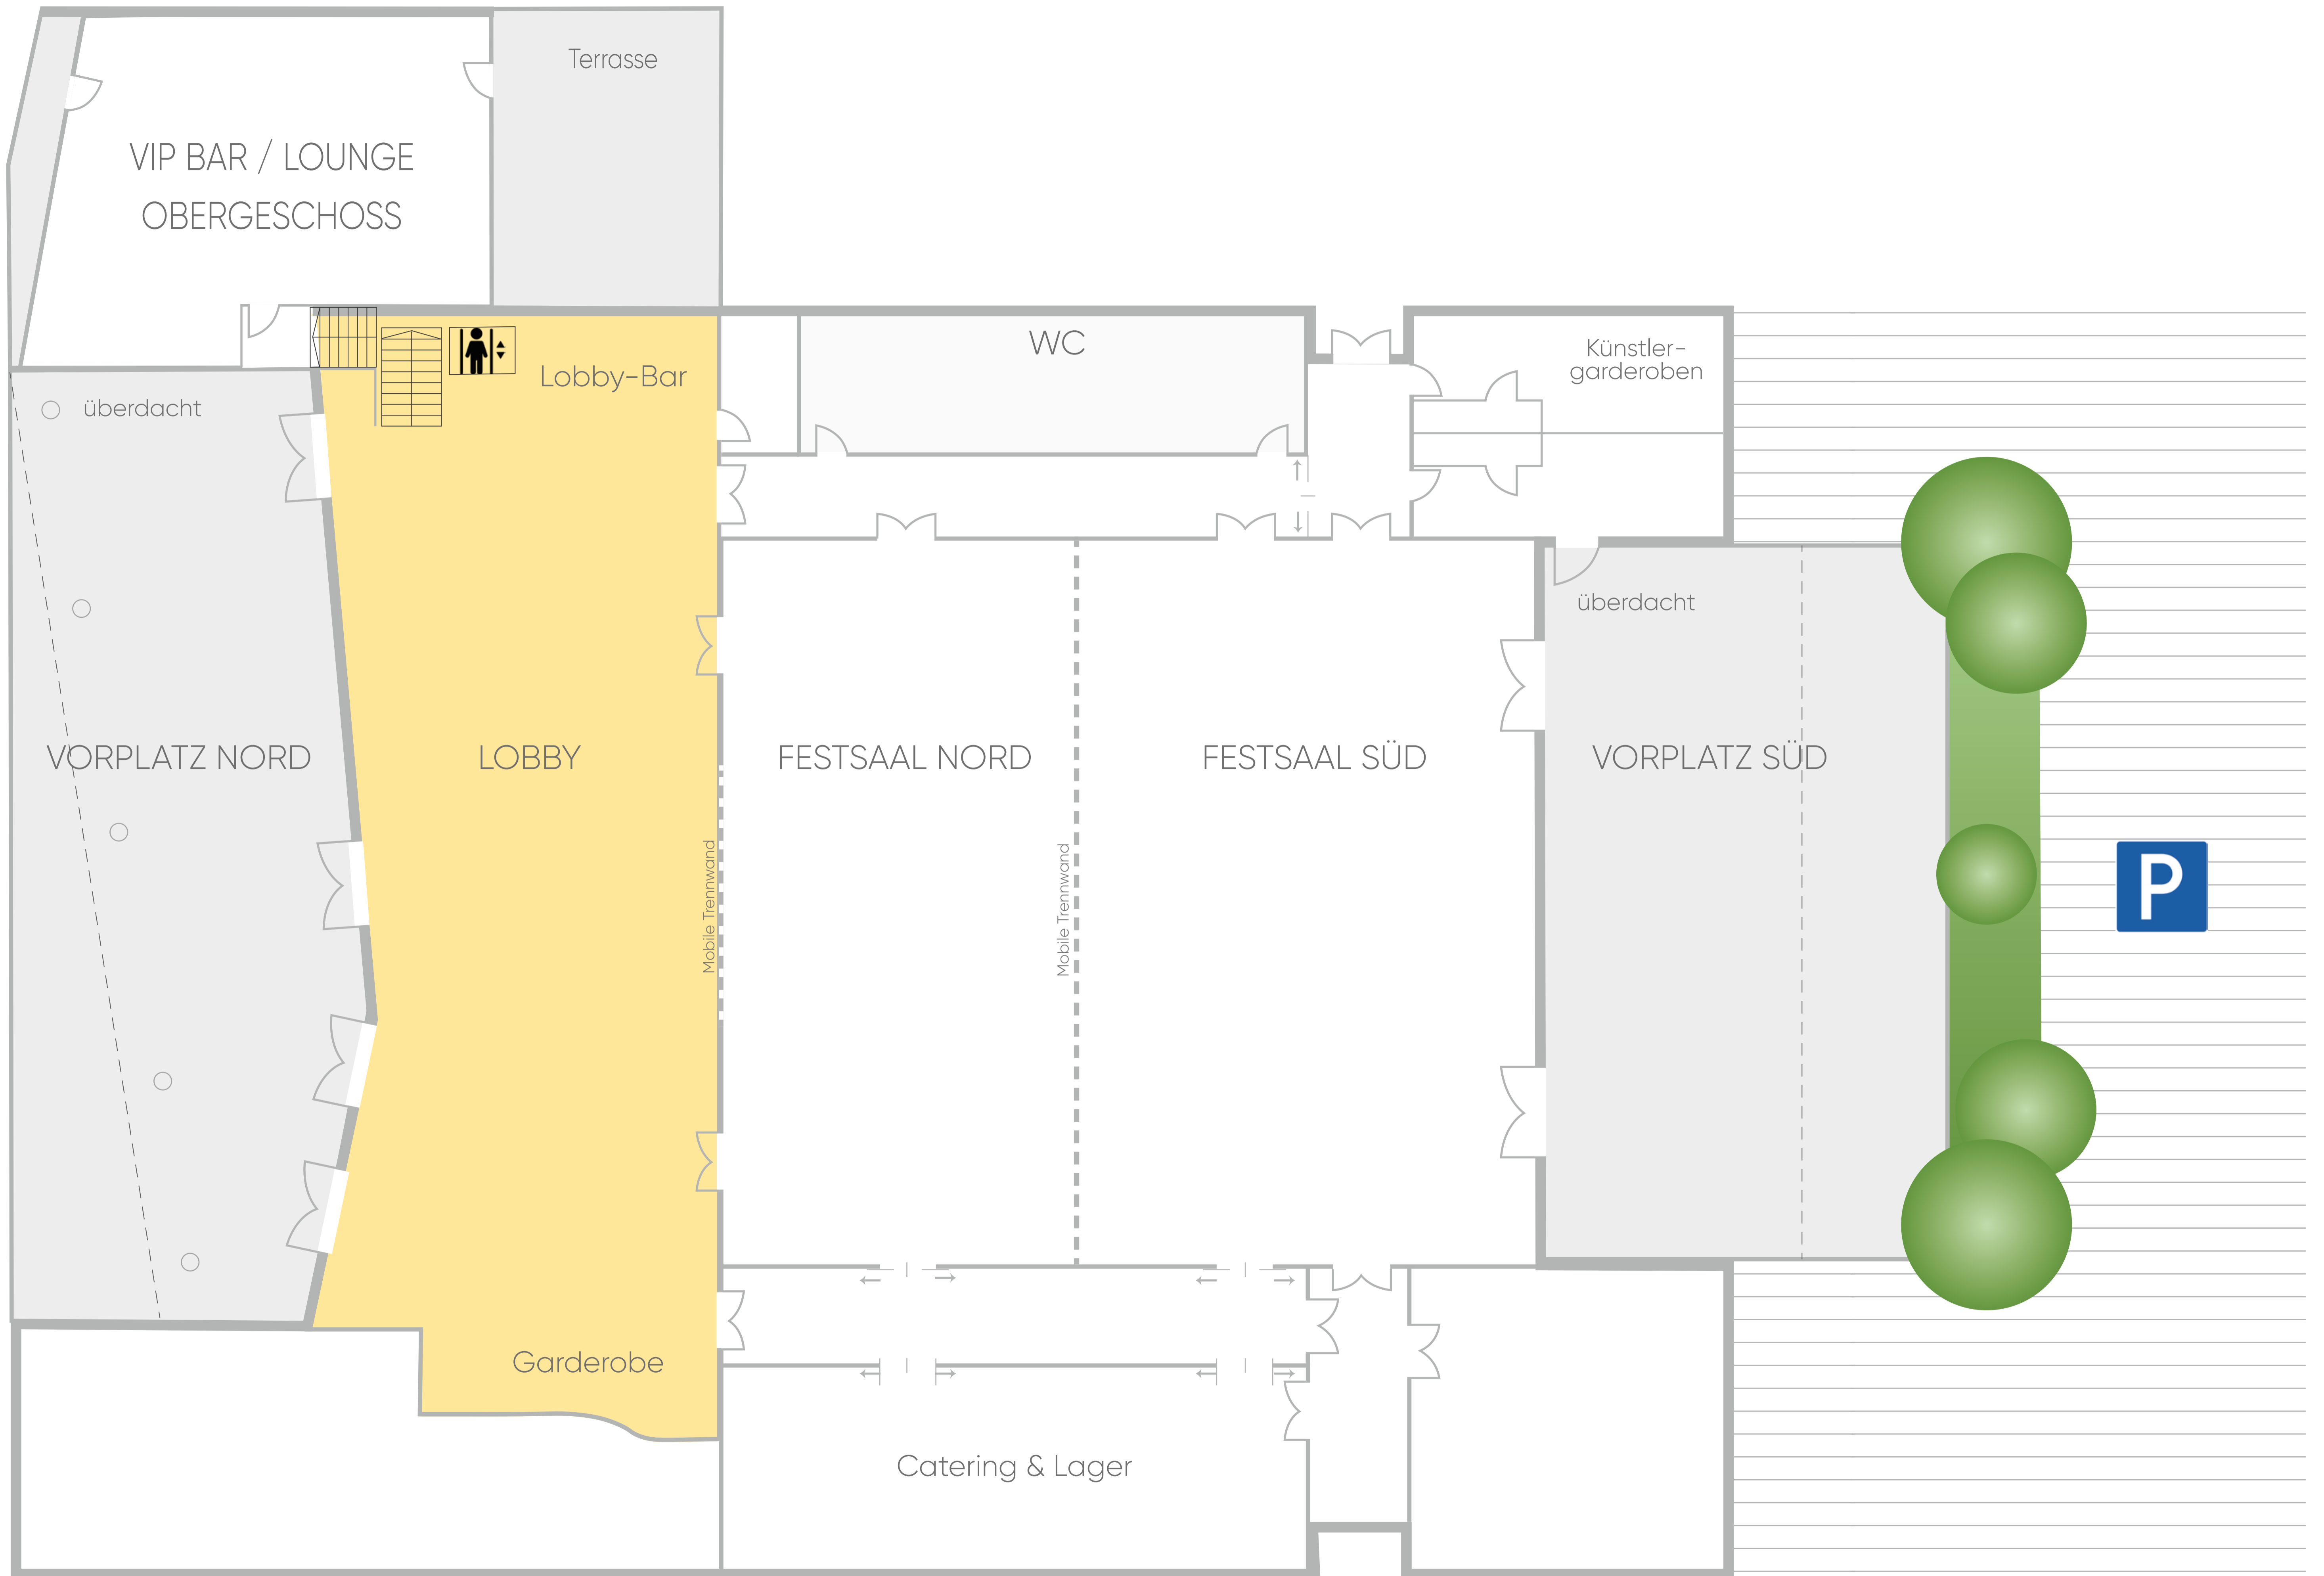 Terrasse
VIP BAR / LOUNGE
OBERGESCHOSS
WC
Künstler-
garderoben
Lobby-Bar
überdacht
überdacht
VORPLATZ NORD
LOBBY
FESTSAAL NORD
FESTSAAL SÜD
VORPLATZ SÜD
Mobile Trennwand
Mobile Trennwand
P
Garderobe
Catering & Lager